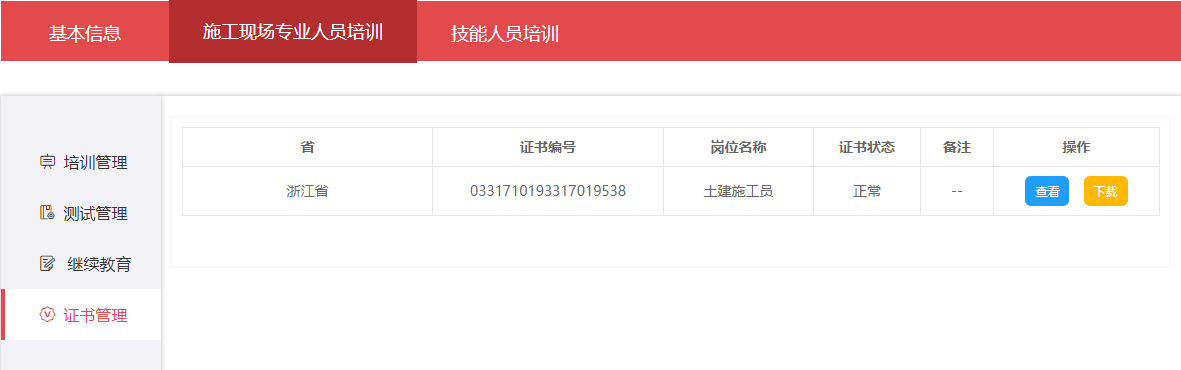 基本信息 施工现场专业人员培训 技能人员培训
培训管理
测试管理
继续教育
证书管理
省 证书编号 岗位名称 证书状态 备注 操作
浙江省 0331710193317019538 土建施工员 正常 -- 查看 下载